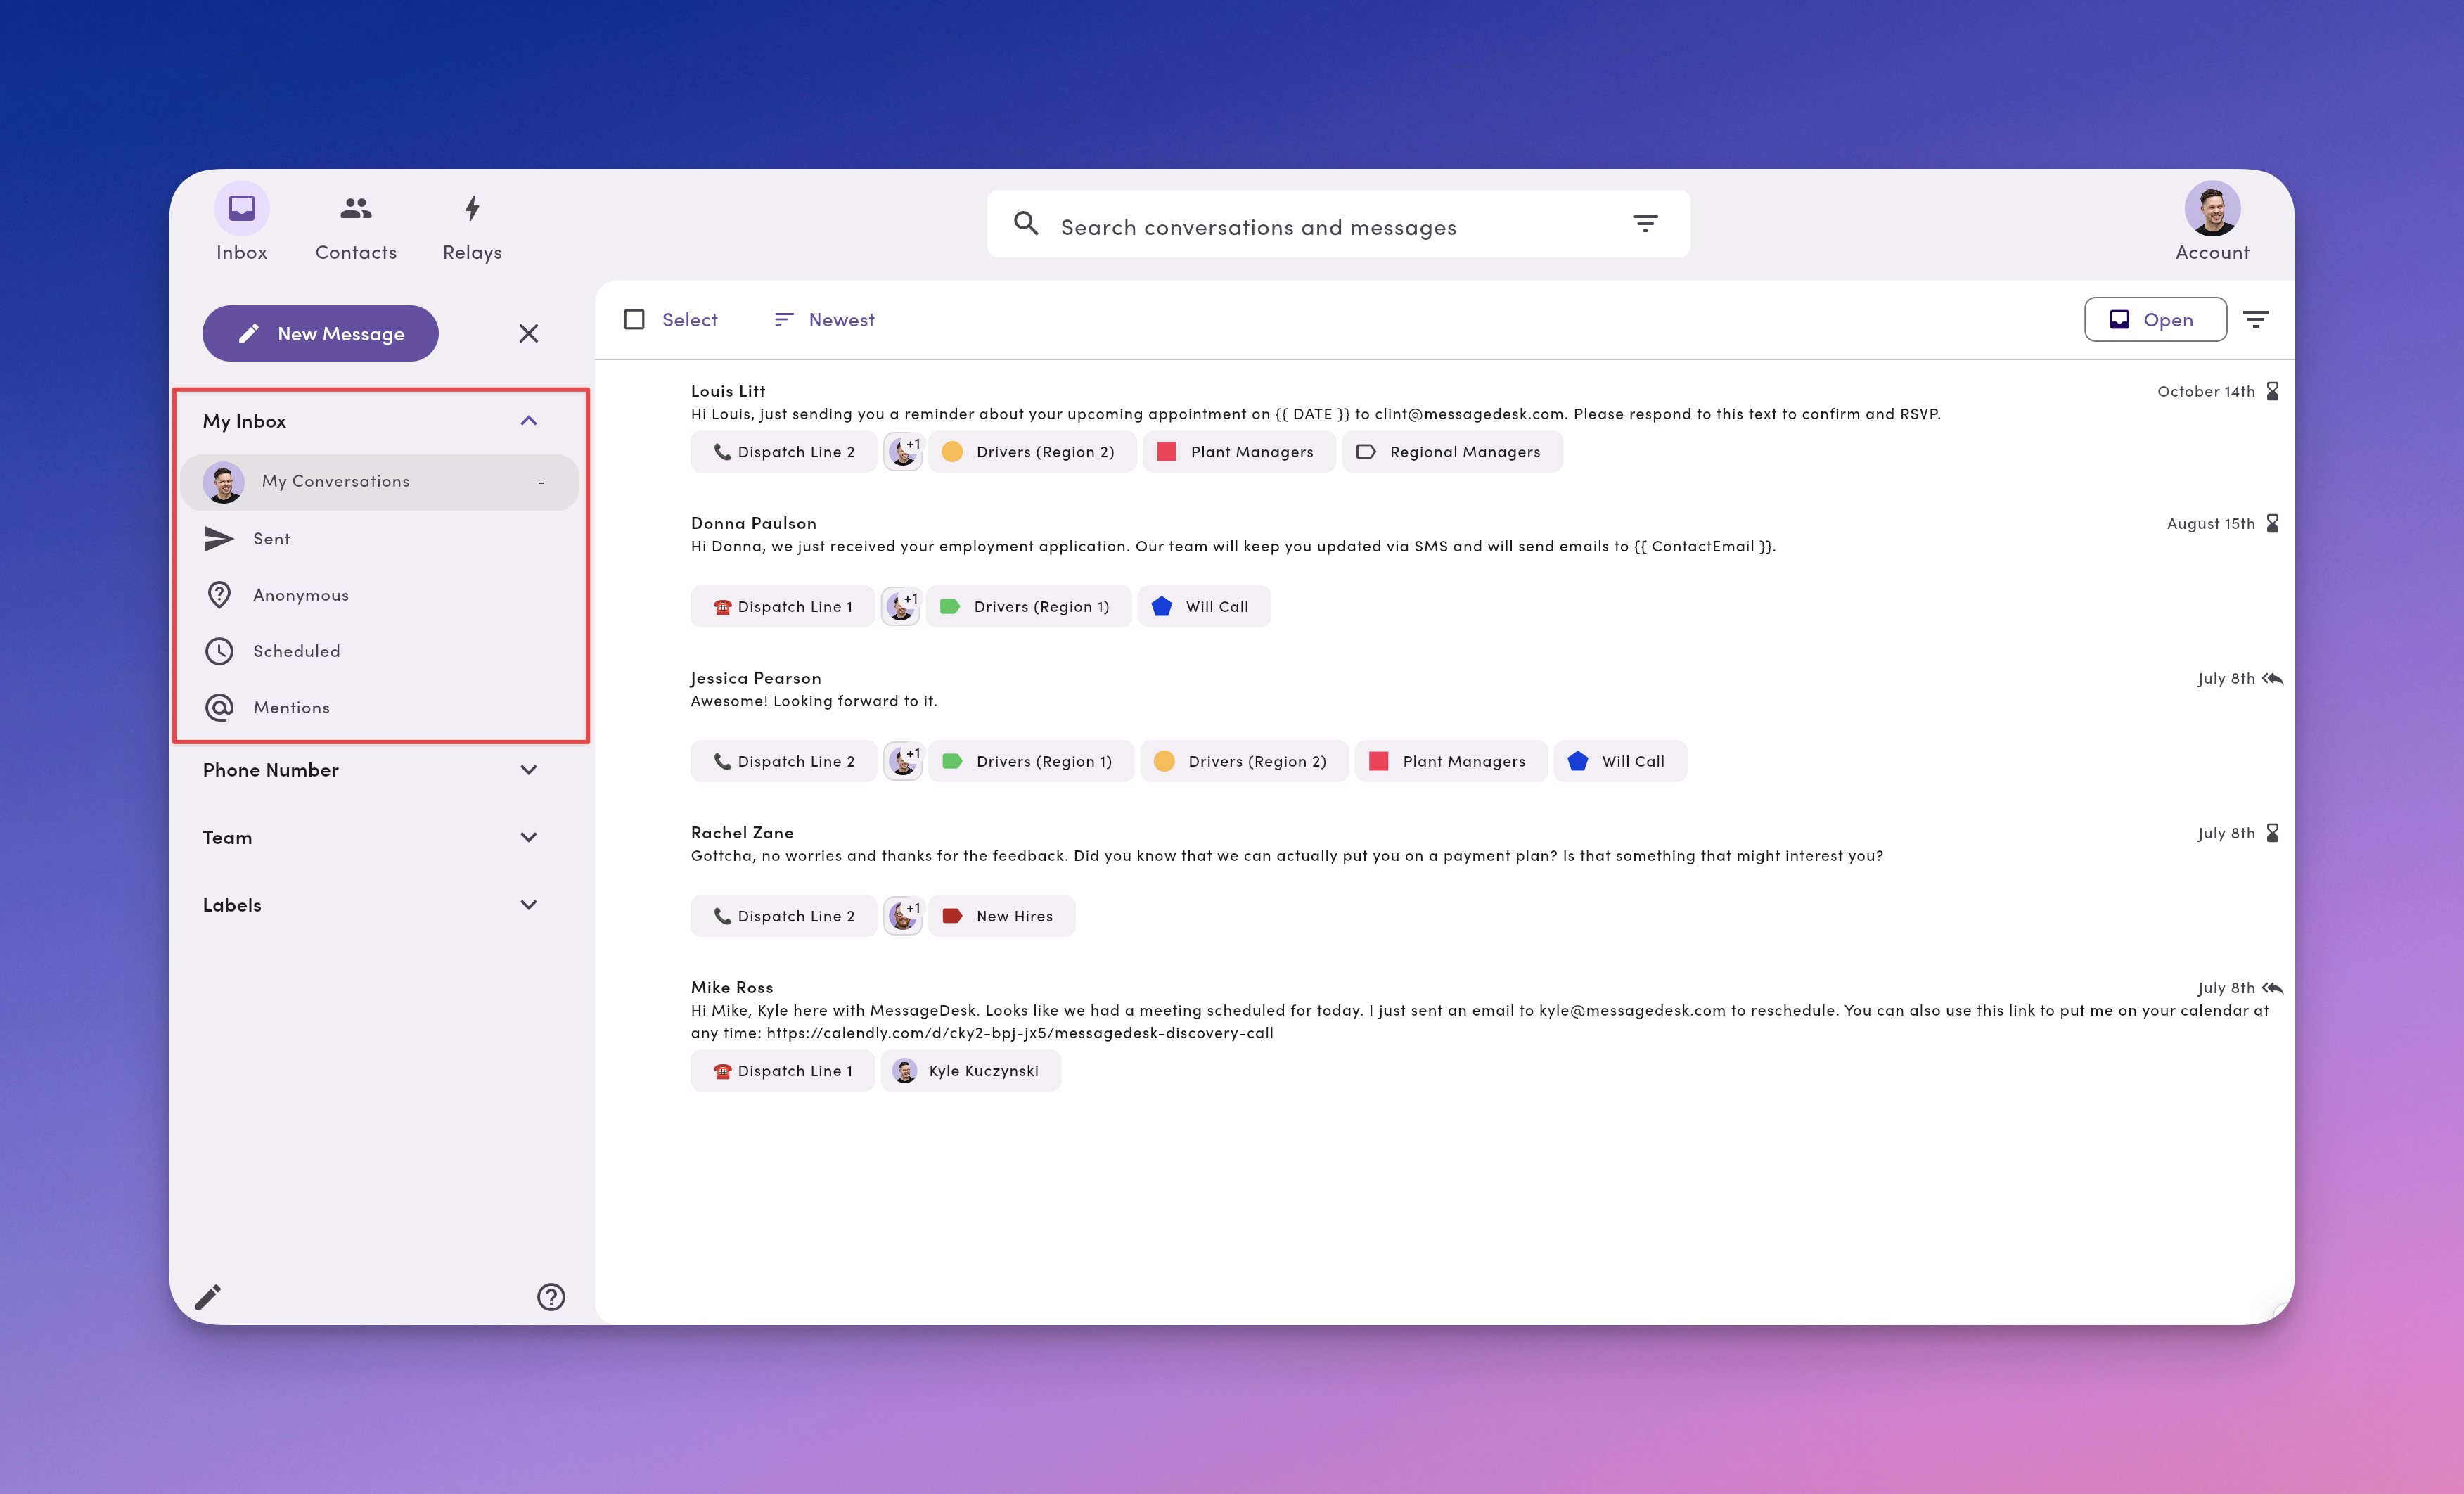 Inbox
Contacts
Relays
Search conversations and messages
Account
New Message
My Inbox
My Conversations -
Sent
Anonymous
Scheduled
Mentions
Phone Number
Team
Labels
Select
Newest
Open
Louis Litt
October 14th
Hi Louis, just sending you a reminder about your upcoming appointment on {{ DATE }} to clint@messagedesk.com. Please respond to this text to confirm and RSVP.
Dispatch Line 2 +1 Drivers (Region 2) Plant Managers Regional Managers
Donna Paulson
August 15th
Hi Donna, we just received your employment application. Our team will keep you updated via SMS and will send emails to {{ ContactEmail }}.
Dispatch Line 1 +1 Drivers (Region 1) Will Call
Jessica Pearson
July 8th
Awesome! Looking forward to it.
Dispatch Line 2 +1 Drivers (Region 1) Drivers (Region 2) Plant Managers Will Call
Rachel Zane
July 8th
Gottcha, no worries and thanks for the feedback. Did you know that we can actually put you on a payment plan? Is that something that might interest you?
Dispatch Line 2 +1 New Hires
Mike Ross
July 8th
Hi Mike, Kyle here with MessageDesk. Looks like we had a meeting scheduled for today. I just sent an email to kyle@messagedesk.com to reschedule. You can also use this link to put me on your calendar at
any time: https://calendly.com/d/cky2-bpj-jx5/messagedesk-discovery-call
Dispatch Line 1 Kyle Kuczynski